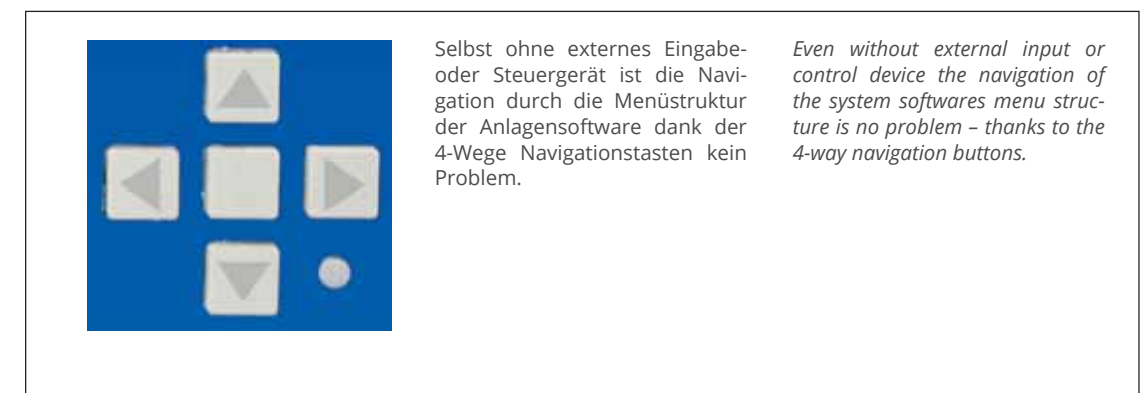 Selbst ohne externes Eingabe-
oder Steuergerät ist die Navi-
gation durch die Menüstruktur
der Anlagensoftware dank der
4-Wege Navigationstasten kein
Problem.
Even without external input or
control device the navigation of
the system softwares menu struc-
ture is no problem – thanks to the
4-way navigation buttons.